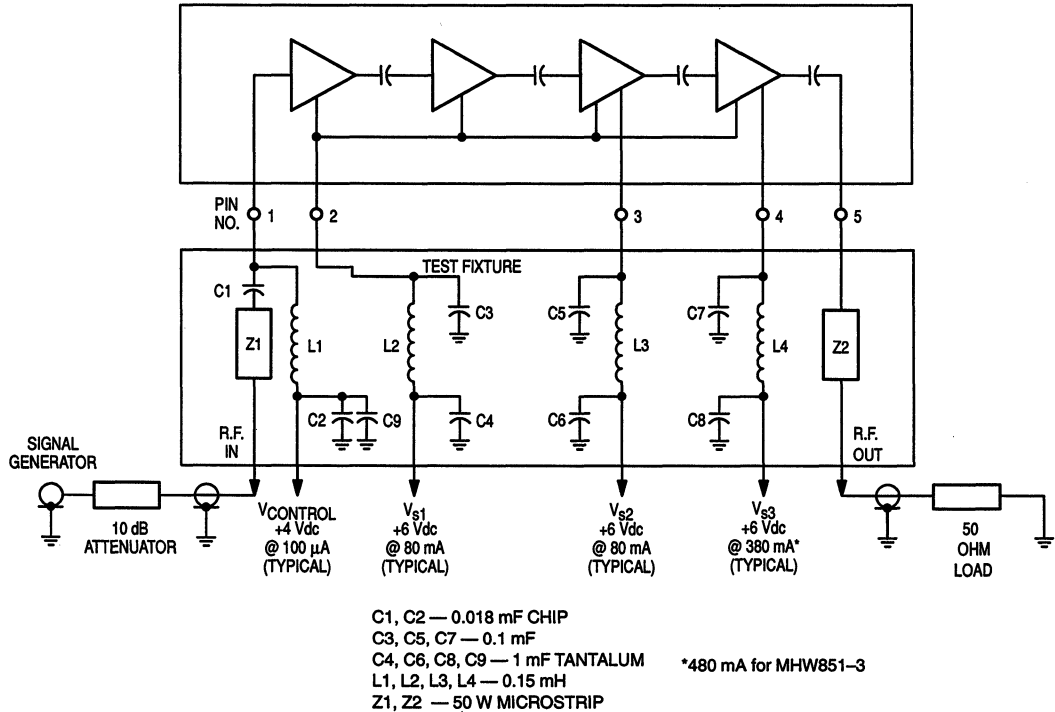 PIN
NO.
1
2
3
4
5
TEST FIXTURE
C1
Z1
L1
C2
C9
L2
C3
C4
C5
L3
C6
C7
L4
C8
Z2
R.F.
IN
R.F.
OUT
SIGNAL
GENERATOR
10 dB
ATTENUATOR
VCONTROL
+4 Vdc
@ 100 µA
(TYPICAL)
Vs1
+6 Vdc
@ 80 mA
(TYPICAL)
Vs2
+6 Vdc
@ 80 mA
(TYPICAL)
Vs3
+6 Vdc
@ 380 mA*
(TYPICAL)
50
OHM
LOAD
C1, C2 — 0.018 mF CHIP
C3, C5, C7 — 0.1 mF
C4, C6, C8, C9 — 1 mF TANTALUM
L1, L2, L3, L4 — 0.15 mH
Z1, Z2 — 50 W MICROSTRIP
*480 mA for MHW851–3